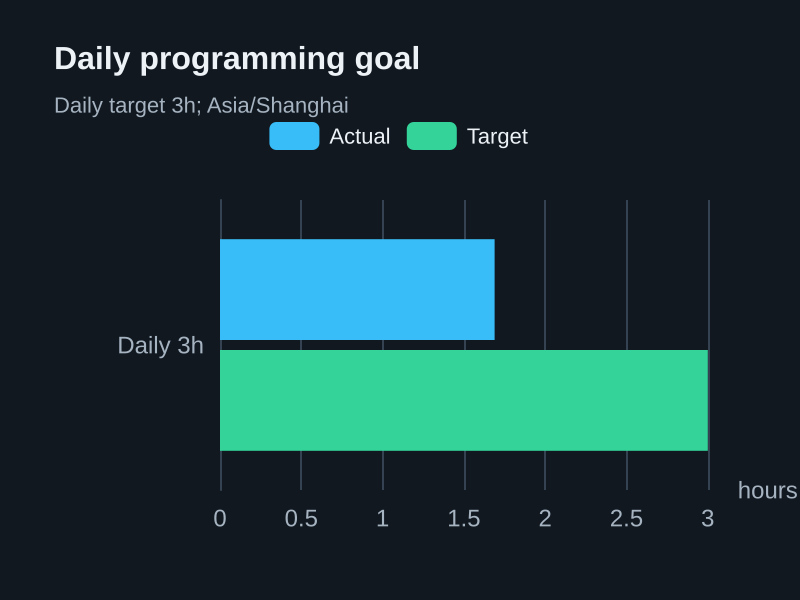 Daily programming goal
Daily target 3h; Asia/Shanghai
Actual Target
Daily 3h
hours
0 0.5 1 1.5 2 2.5 3